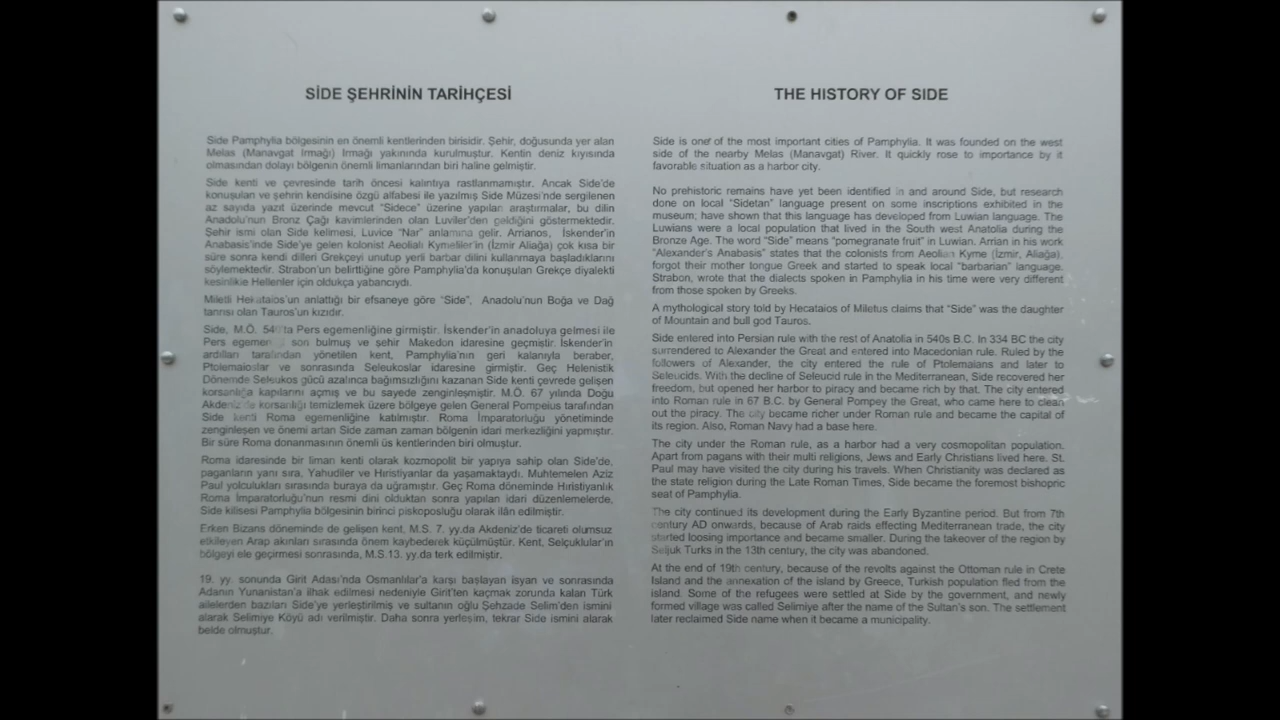 SİDE ŞEHRİNİN TARİHÇESİ
Side Pamphylia bölgesinin en önemli kentlerinden birisidir. Şehir, doğusunda yer alan
Melas (Manavgat Irmağı) Irmağı yakınında kurulmuştur. Kentin deniz kıyısında
olmasından dolayı bölgenin önemli limanlarından biri haline gelmiştir.
Side kenti ve çevresinde tarih öncesi kalıntıya rastlanmamıştır. Ancak Side'de
konuşulan ve şehrin kendisine özgü alfabesi ile yazılmış Side Müzesi'nde sergilenen
az sayıda yazıt üzerinde mevcut "Sidece" üzerine yapılan araştırmalar, bu dilin
Anadolu'nun Bronz Çağı kavimlerinden olan Luviler'den geldiğini göstermektedir.
Şehir ismi olan Side kelimesi, Luvice "Nar" anlamına gelir. Arrianos, İskender'in
Anabasis'inde Side'ye gelen kolonist Aeolialı Kymeliler'in (İzmir Aliağa) çok kısa bir
süre sonra kendi dilleri Grekçeyi unutup yerli barbar dilini kullanmaya başladıklarını
söylemektedir. Strabon'un belirttiğine göre Pamphylia'da konuşulan Grekçe diyalekti
kesinlikle Hellenler için oldukça yabancıydı.
Miletli anlattığı bir efsaneye göre "Side", Anadolu'nun Boğa ve Dağ
tanrısı olan Tauros'un kızıdır.
Side, M.Ö. Pers egemenliğine girmiştir. İskender'in anadoluya gelmesi ile
Pers son bulmuş ve şehir Makedon idaresine geçmiştir. İskender'in
ardılları tarafından yönetilen kent, Pamphylia'nın geri kalanıyla beraber,
Ptolemaioslar ve sonrasında Seleukoslar idaresine girmiştir. Geç Helenistik
Dönemde Seleukos gücü azalınca bağımsızlığını kazanan Side kenti çevrede gelişen
korsanlığa kapılarını açmış ve bu sayede zenginleşmiştir. M.Ö. 67 yılında Doğu
korsanlığı temizlemek üzere bölgeye gelen General Pompeius tarafından
Side kenti Roma egemenliğine katılmıştır. Roma İmparatorluğu yönetiminde
zenginleşen ve önemi artan Side zaman zaman bölgenin idari merkezliğini yapmıştır.
Bir süre Roma donanmasının önemli üs kentlerinden biri olmuştur.
Roma idaresinde bir liman kenti olarak kozmopolit bir yapıya sahip olan Side'de,
paganların yanı sıra, Yahudiler ve Hıristiyanlar da yaşamaktaydı. Muhtemelen Aziz
Paul yolculukları sırasında buraya da uğramıştır. Geç Roma döneminde Hıristiyanlık
Roma İmparatorluğu'nun resmi dini olduktan sonra yapılan idari düzenlemelerde,
Side kilisesi Pamphylia bölgesinin birinci piskoposluğu olarak ilân edilmiştir.
Erken Bizans döneminde de gelişen kent, M.S. 7. yy.da Akdeniz'de ticareti olumsuz
etkileyen Arap akınları sırasında önem kaybederek küçülmüştür. Kent, Selçuklular'ın
bölgeyi ele geçirmesi sonrasında, M.S.13. yy.da terk edilmiştir.
19. yy. sonunda Girit Adası'nda Osmanlılar'a karşı başlayan isyan ve sonrasında
Adanın Yunanistan'a ilhak edilmesi nedeniyle Girit'ten kaçmak zorunda kalan Türk
ailelerden bazıları Side'ye yerleştirilmiş ve sultanın oğlu Şehzade Selim'den ismini
alarak Selimiye Köyü adı verilmiştir. Daha sonra yerleşim, tekrar Side ismini alarak
belde olmuştur.
THE HISTORY OF SIDE
Side is one of the most important cities of Pamphylia. It was founded on the west
side of the nearby Melas (Manavgat) River. It quickly rose to importance by it
favorable situation as a harbor city.
No prehistoric remains have yet been identified in and around Side, but research
done on local "Sidetan" language present on some inscriptions exhibited in the
museum; have shown that this language has developed from Luwian language. The
Luwians were a local population that lived in the South west Anatolia during the
Bronze Age. The word "Side" means "pomegranate fruit" in Luwian. Arrian in his work
"Alexander's Anabasis" states that the colonists from Aeolian Kyme (İzmir, Aliağa),
forgot their mother tongue Greek and started to speak local "barbarian" language.
Strabon, wrote that the dialects spoken in Pamphylia in his time were very different
from those spoken by Greeks.
A mythological story told by Hecataios of Miletus claims that "Side" was the daughter
of Mountain and bull god Tauros.
Side entered into Persian rule with the rest of Anatolia in 540s B.C. In 334 BC the city
surrendered to Alexander the Great and entered into Macedonian rule. Ruled by the
followers of Alexander, the city entered the rule of Ptolemaians and later to
Seleucids. With the decline of Seleucid rule in the Mediterranean, Side recovered her
freedom, but opened her harbor to piracy and became rich by that. The city entered
into Roman rule in 67 B.C. by General Pompey the Great, who came here to clean
out the piracy. The city became richer under Roman rule and became the capital of
its region. Also, Roman Navy had a base here.
The city under the Roman rule, as a harbor had a very cosmopolitan population.
Apart from pagans with their multi religions, Jews and Early Christians lived here. St.
Paul may have visited the city during his travels. When Christianity was declared as
the state religion during the Late Roman Times, Side became the foremost bishopric
seat of Pamphylia.
The city continued its development during the Early Byzantine period. But from 7th
century AD onwards, because of Arab raids effecting Mediterranean trade, the city
started loosing importance and became smaller. During the takeover of the region by
Seljuk Turks in the 13th century, the city was abandoned.
At the end of 19th century, because of the revolts against the Ottoman rule in Crete
Island and the annexation of the island by Greece, Turkish population fled from the
island. Some of the refugees were settled at Side by the government, and newly
formed village was called Selimiye after the name of the Sultan's son. The settlement
later reclaimed Side name when it became a municipality.